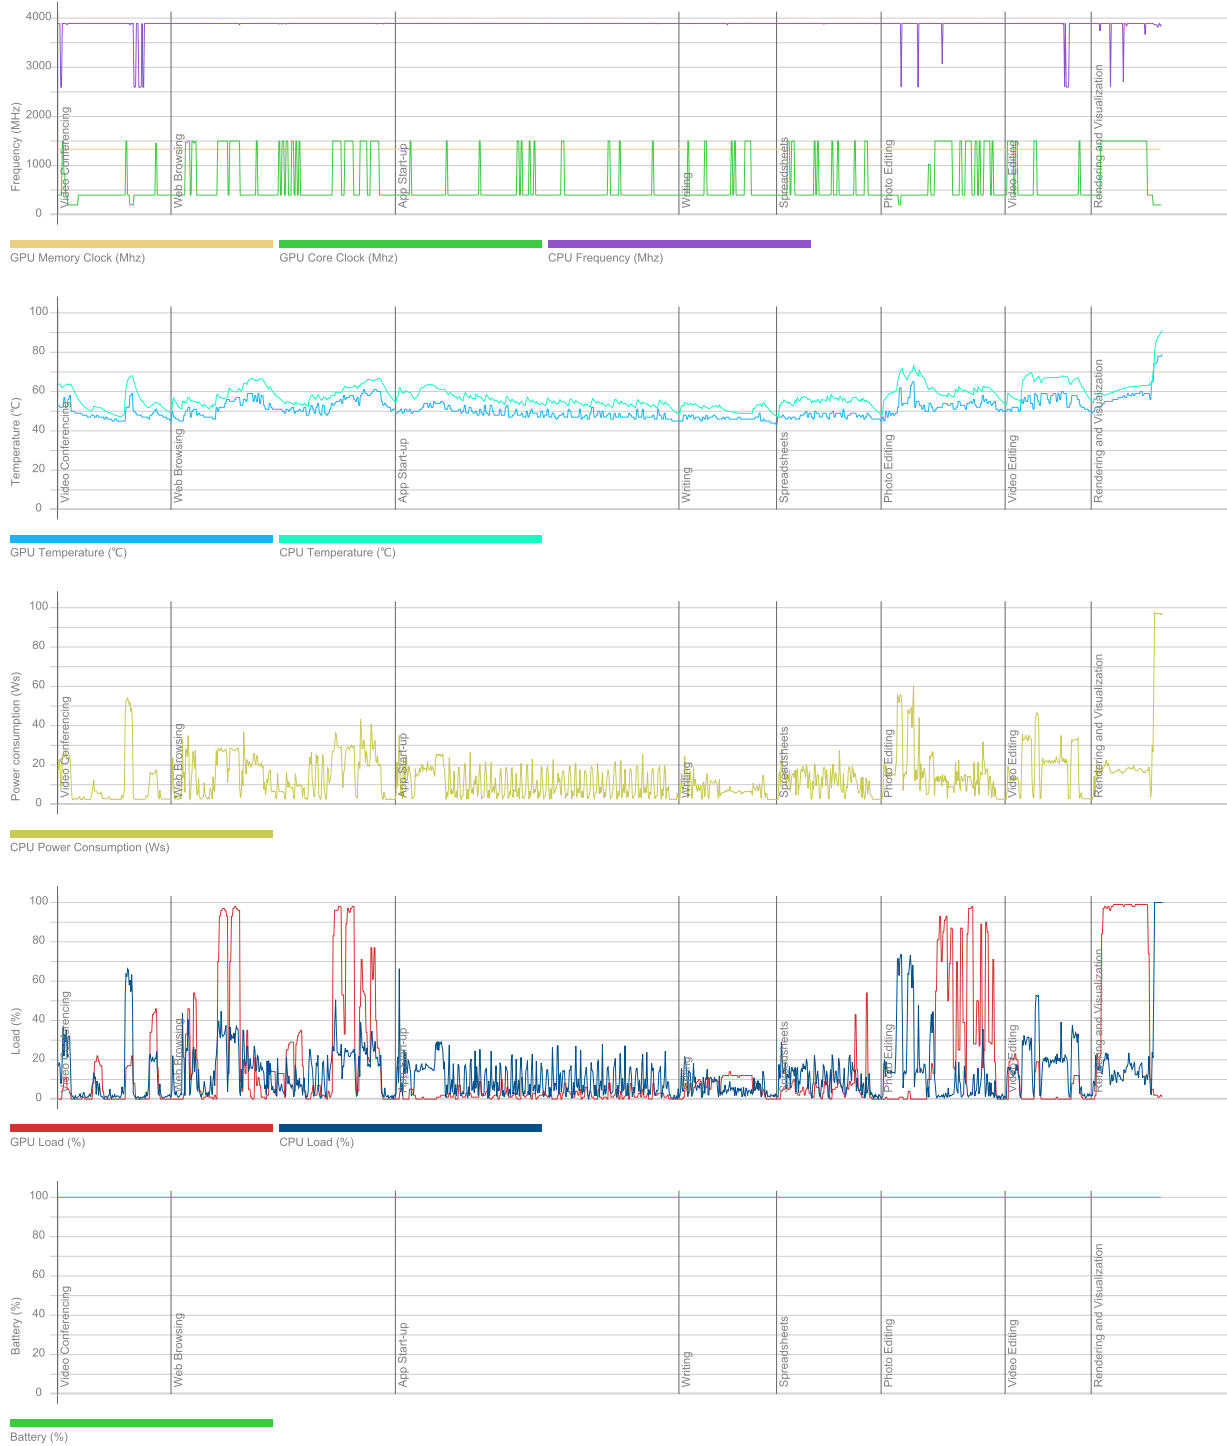 4000
3000
2000
1000
0
Frequency (MHz)
Video Conferencing
Web Browsing
App Start-up
Writing
Spreadsheets
Photo Editing
Video Editing
Rendering and Visualization
GPU Memory Clock (Mhz)
GPU Core Clock (Mhz)
CPU Frequency (Mhz)
100
80
60
40
20
0
Temperature (℃)
Video Conferencing
Web Browsing
App Start-up
Writing
Spreadsheets
Photo Editing
Video Editing
Rendering and Visualization
GPU Temperature (℃)
CPU Temperature (℃)
100
80
60
40
20
0
Power consumption (Ws)
Video Conferencing
Web Browsing
App Start-up
Writing
Spreadsheets
Photo Editing
Video Editing
Rendering and Visualization
CPU Power Consumption (Ws)
100
80
60
40
20
0
Load (%)
Video Conferencing
Web Browsing
App Start-up
Writing
Spreadsheets
Photo Editing
Video Editing
Rendering and Visualization
GPU Load (%)
CPU Load (%)
100
80
60
40
20
0
Battery (%)
Video Conferencing
Web Browsing
App Start-up
Writing
Spreadsheets
Photo Editing
Video Editing
Rendering and Visualization
Battery (%)